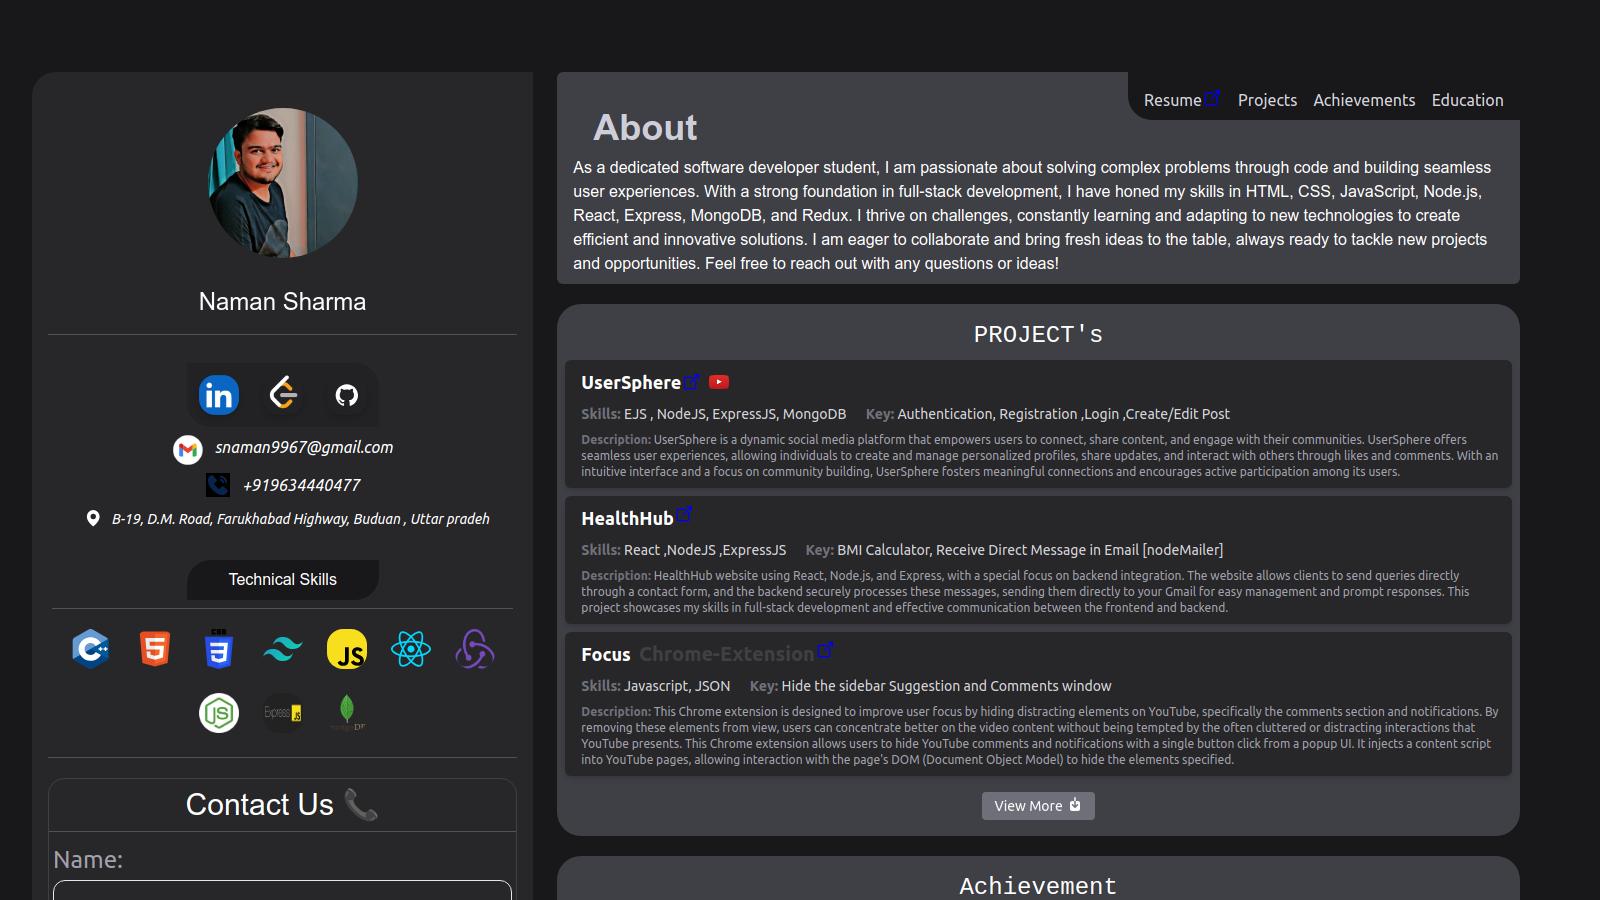 Resume Projects Achievements Education
Naman Sharma
in
snaman9967@gmail.com
+919634440477
B-19, D.M. Road, Farukhabad Highway, Buduan , Uttar pradeh
Technical Skills
C++
5
CSS
3
JS
JS
Express JS
Contact Us
Name:
About
As a dedicated software developer student, I am passionate about solving complex problems through code and building seamless
user experiences. With a strong foundation in full-stack development, I have honed my skills in HTML, CSS, JavaScript, Node.js,
React, Express, MongoDB, and Redux. I thrive on challenges, constantly learning and adapting to new technologies to create
efficient and innovative solutions. I am eager to collaborate and bring fresh ideas to the table, always ready to tackle new projects
and opportunities. Feel free to reach out with any questions or ideas!
PROJECT's
UserSphere
Skills: EJS , NodeJS, ExpressJS, MongoDB Key: Authentication, Registration ,Login ,Create/Edit Post
Description: UserSphere is a dynamic social media platform that empowers users to connect, share content, and engage with their communities. UserSphere offers
seamless user experiences, allowing individuals to create and manage personalized profiles, share updates, and interact with others through likes and comments. With an
intuitive interface and a focus on community building, UserSphere fosters meaningful connections and encourages active participation among its users.
HealthHub
Skills: React ,NodeJS ,ExpressJS Key: BMI Calculator, Receive Direct Message in Email [nodeMailer]
Description: HealthHub website using React, Node.js, and Express, with a special focus on backend integration. The website allows clients to send queries directly
through a contact form, and the backend securely processes these messages, sending them directly to your Gmail for easy management and prompt responses. This
project showcases my skills in full-stack development and effective communication between the frontend and backend.
Focus Chrome-Extension
Skills: Javascript, JSON Key: Hide the sidebar Suggestion and Comments window
Description: This Chrome extension is designed to improve user focus by hiding distracting elements on YouTube, specifically the comments section and notifications. By
removing these elements from view, users can concentrate better on the video content without being tempted by the often cluttered or distracting interactions that
YouTube presents. This Chrome extension allows users to hide YouTube comments and notifications with a single button click from a popup UI. It injects a content script
into YouTube pages, allowing interaction with the page's DOM (Document Object Model) to hide the elements specified.
View More
Achievement